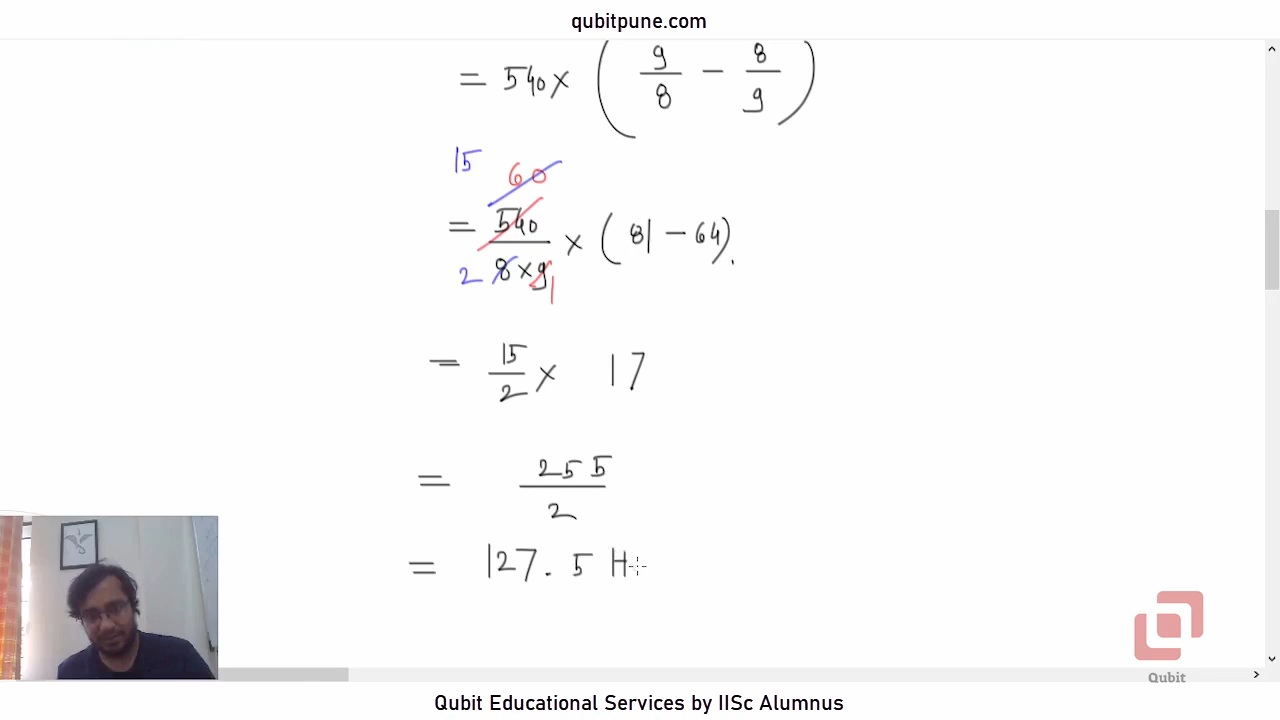 qubitpune.com
= 540 × ( 9/8 − 8/9 )
15 60
= 540/(8×9) × ( 81 − 64).
2 1
= 15/2 × 17
= 255/2
= 127.5 H
Qubit
Qubit Educational Services by IISc Alumnus